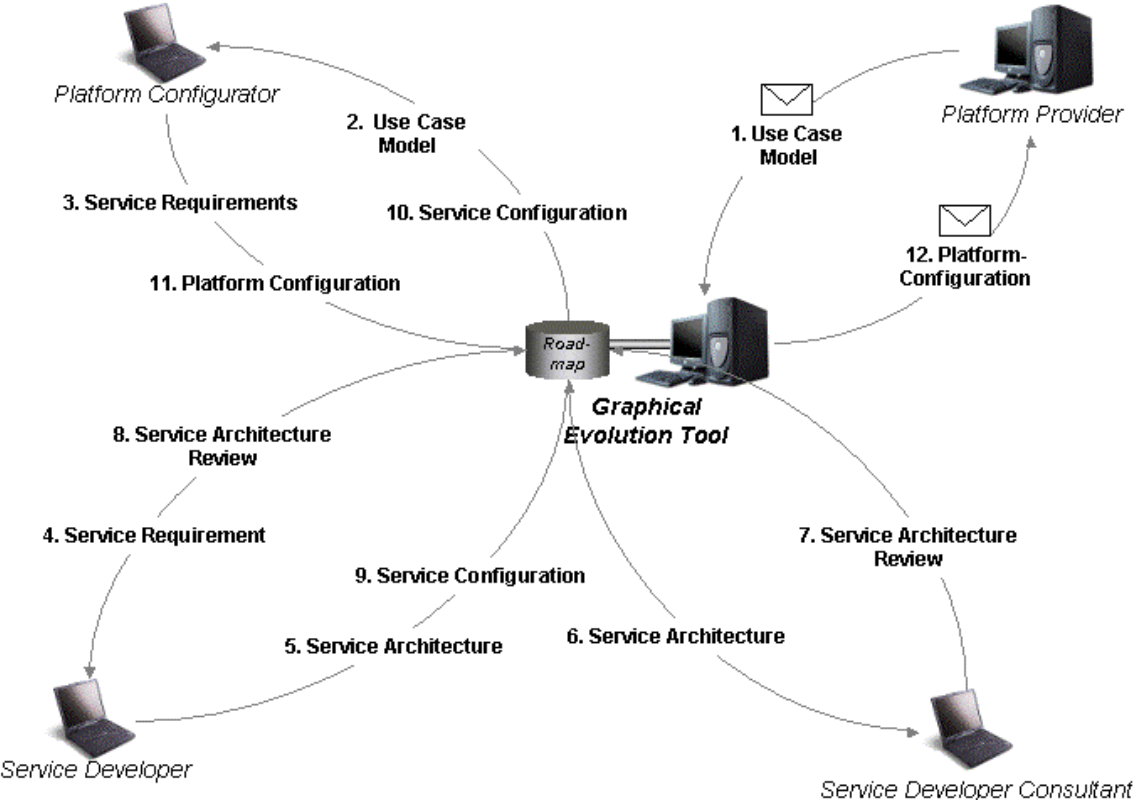 Platform Configurator
Platform Provider
2. Use Case
Model
1. Use Case
Model
3. Service Requirements
10. Service Configuration
12. Platform-
Configuration
11. Platform Configuration
Road-
map
Graphical
Evolution Tool
8. Service Architecture
Review
4. Service Requirement
7. Service Architecture
Review
9. Service Configuration
5. Service Architecture
6. Service Architecture
Service Developer
Service Developer Consultant